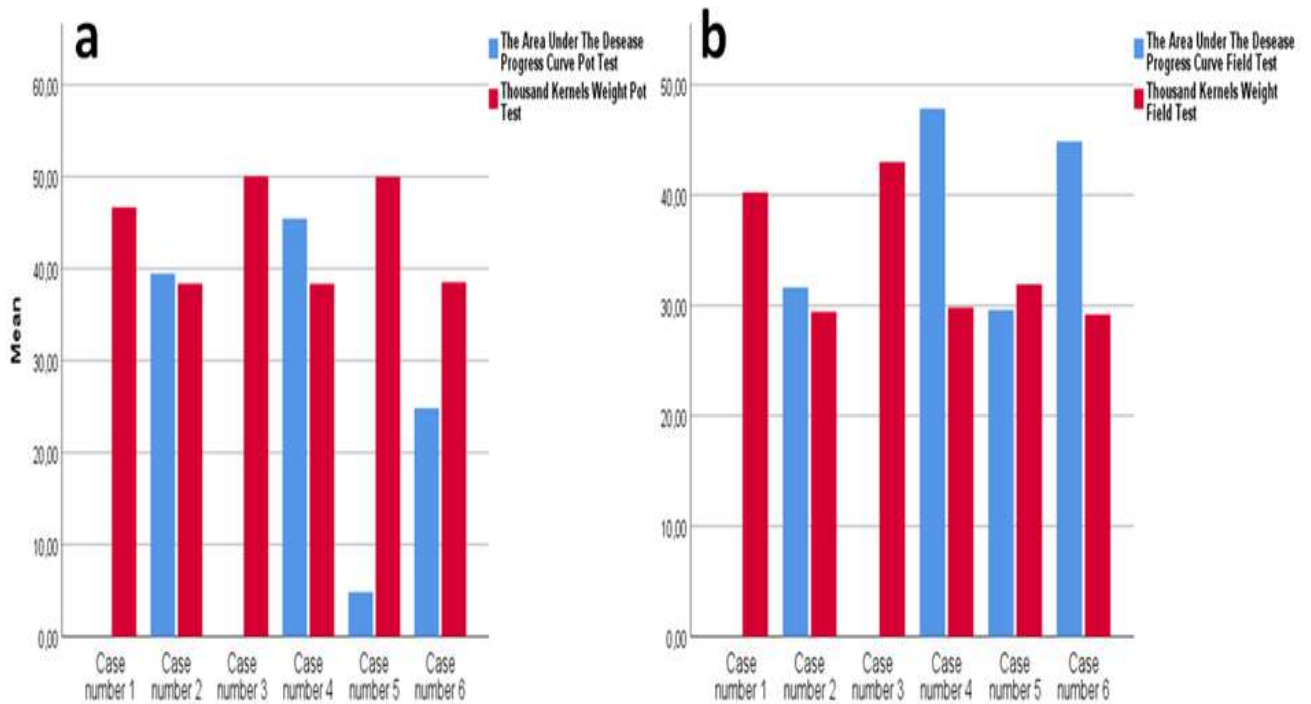 a
The Area Under The Desease
Progress Curve Pot Test
Thousand Kernels Weight Pot
Test
Mean
60,00
50,00
40,00
30,00
20,00
10,00
0,00
Case
number 1
Case
number 2
Case
number 3
Case
number 4
Case
number 5
Case
number 6
b
The Area Under The Desease
Progress Curve Field Test
Thousand Kernels Weight
Field Test
50,00
40,00
30,00
20,00
10,00
0,00
Case
number 1
Case
number 2
Case
number 3
Case
number 4
Case
number 5
Case
number 6